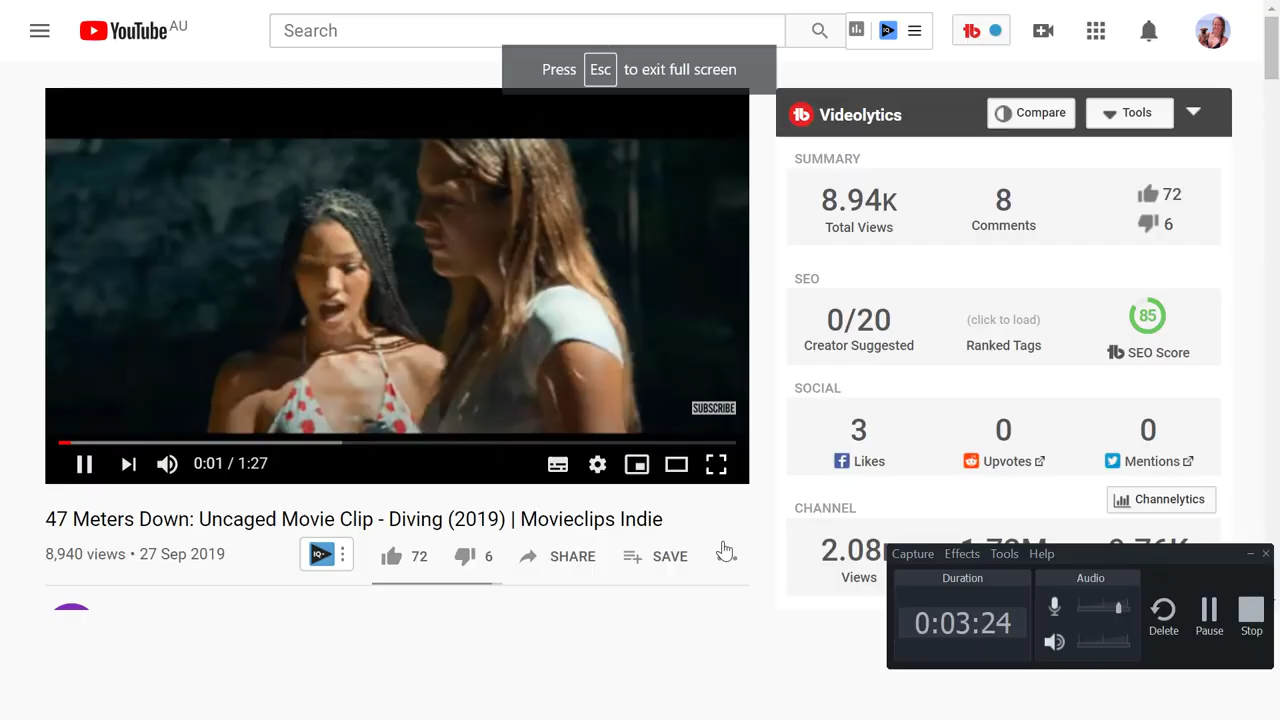 YouTube AU
Search
Press Esc to exit full screen
Videolytics
Compare
Tools
SUMMARY
8.94K
8
72
Total Views
Comments
6
SEO
0/20
(click to load)
85
Creator Suggested
Ranked Tags
SEO Score
SOCIAL
3
0
0
Likes
Upvotes
Mentions
Channelytics
CHANNEL
2.08
Views
SUBSCRIBE
0:01 / 1:27
47 Meters Down: Uncaged Movie Clip - Diving (2019) | Movieclips Indie
8,940 views • 27 Sep 2019
IQ
72
6
SHARE
SAVE
Capture Effects Tools Help
Duration
Audio
0:03:24
Delete
Pause
Stop